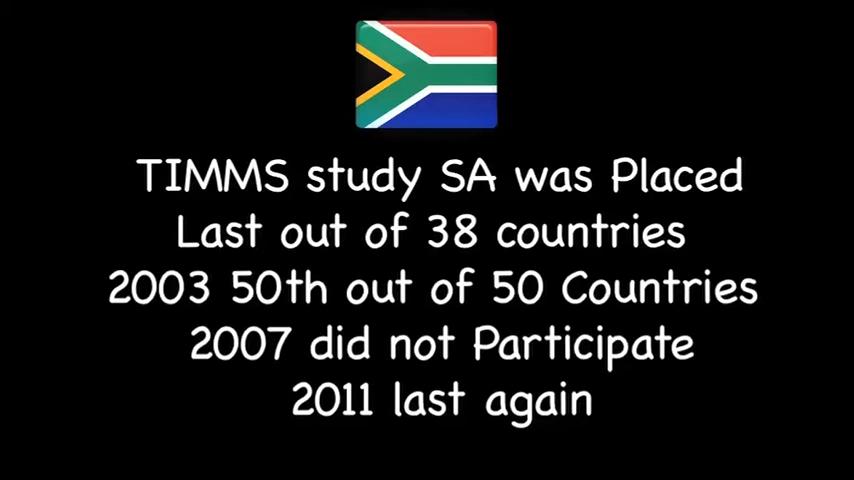 TIMMS study SA was Placed
Last out of 38 countries
2003 50th out of 50 Countries
2007 did not Participate
2011 last again